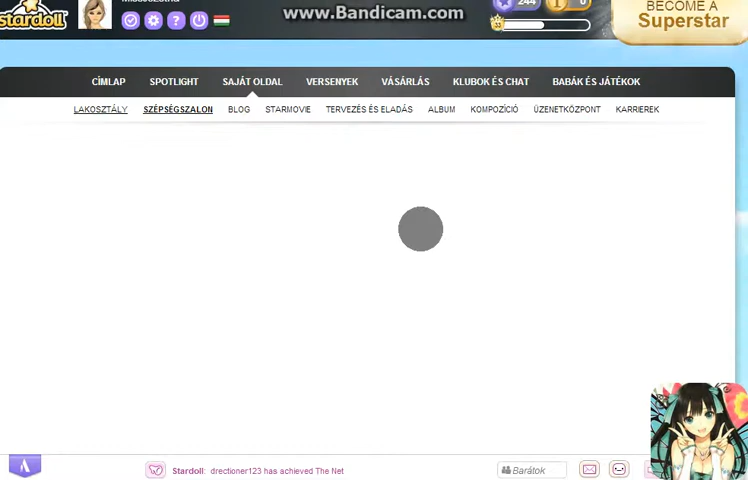 www.Bandicam.com
stardoll
244
0
BECOME A
Superstar
CÍMLAP SPOTLIGHT SAJÁT OLDAL VERSENYEK VÁSÁRLÁS KLUBOK ÉS CHAT BABÁK ÉS JÁTÉKOK
LAKOSZTÁLY SZÉPSÉGSZALON BLOG STARMOVIE TERVEZÉS ÉS ELADÁS ALBUM KOMPOZÍCIÓ ÜZENETKÖZPONT KARRIEREK
Stardoll: drectioner123 has achieved The Net
Barátok